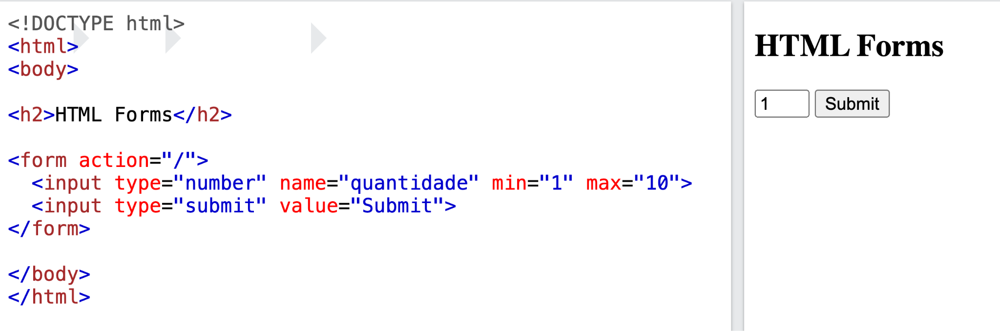 <!DOCTYPE html>
<html>
<body>
<h2>HTML Forms</h2>
<form action="/">
<input type="number" name="quantidade" min="1" max="10">
<input type="submit" value="Submit">
</form>
</body>
</html>
HTML Forms
1 Submit